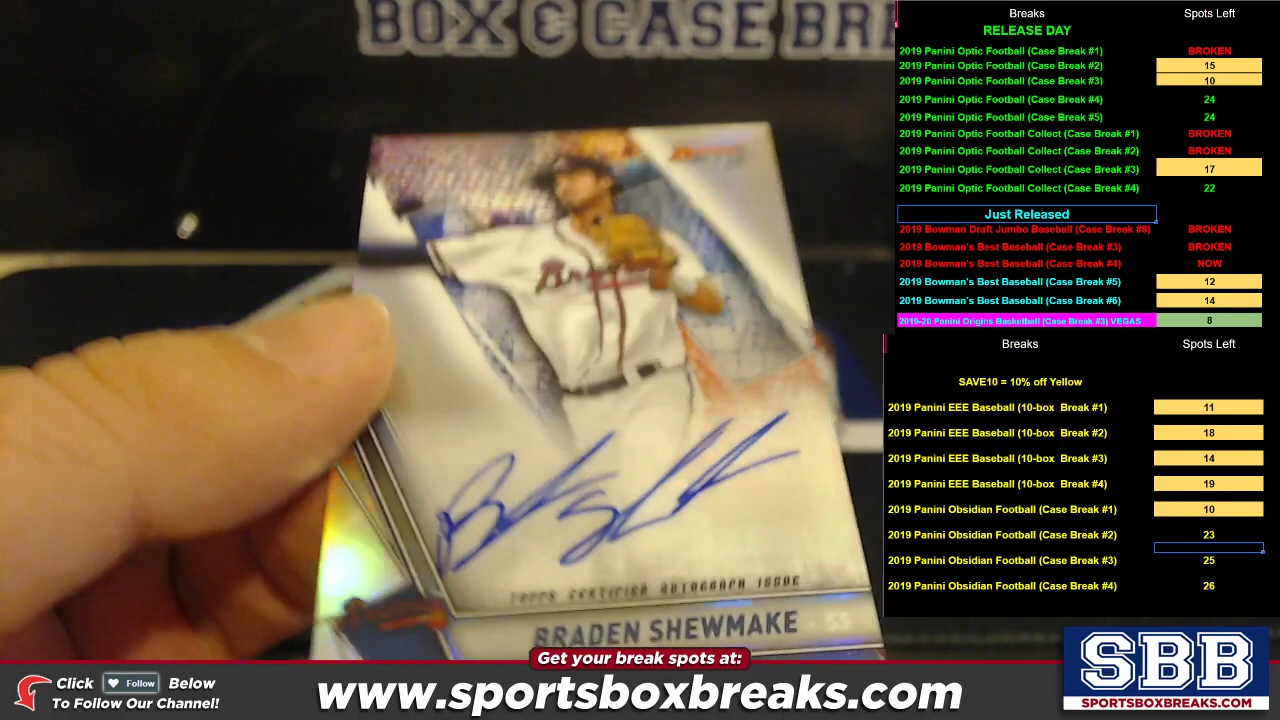 BOX & CASE BRE
Braves
TOPPS CERTIFIED AUTOGRAPH ISSUE
BRADEN SHEWMAKE SS
Breaks Spots Left
RELEASE DAY
2019 Panini Optic Football (Case Break #1) BROKEN
2019 Panini Optic Football (Case Break #2) 15
2019 Panini Optic Football (Case Break #3) 10
2019 Panini Optic Football (Case Break #4) 24
2019 Panini Optic Football (Case Break #5) 24
2019 Panini Optic Football Collect (Case Break #1) BROKEN
2019 Panini Optic Football Collect (Case Break #2) BROKEN
2019 Panini Optic Football Collect (Case Break #3) 17
2019 Panini Optic Football Collect (Case Break #4) 22
Just Released
2019 Bowman Draft Jumbo Baseball (Case Break #8) BROKEN
2019 Bowman's Best Baseball (Case Break #3) BROKEN
2019 Bowman's Best Baseball (Case Break #4) NOW
2019 Bowman's Best Baseball (Case Break #5) 12
2019 Bowman's Best Baseball (Case Break #6) 14
2019-20 Panini Origins Basketball (Case Break #3) VEGAS 8
Breaks Spots Left
SAVE10 = 10% off Yellow
2019 Panini EEE Baseball (10-box Break #1) 11
2019 Panini EEE Baseball (10-box Break #2) 18
2019 Panini EEE Baseball (10-box Break #3) 14
2019 Panini EEE Baseball (10-box Break #4) 19
2019 Panini Obsidian Football (Case Break #1) 10
2019 Panini Obsidian Football (Case Break #2) 23
2019 Panini Obsidian Football (Case Break #3) 25
2019 Panini Obsidian Football (Case Break #4) 26
Get your break spots at:
Click Follow Below
To Follow Our Channel!
www.sportsboxbreaks.com
SBB
SPORTSBOXBREAKS.COM